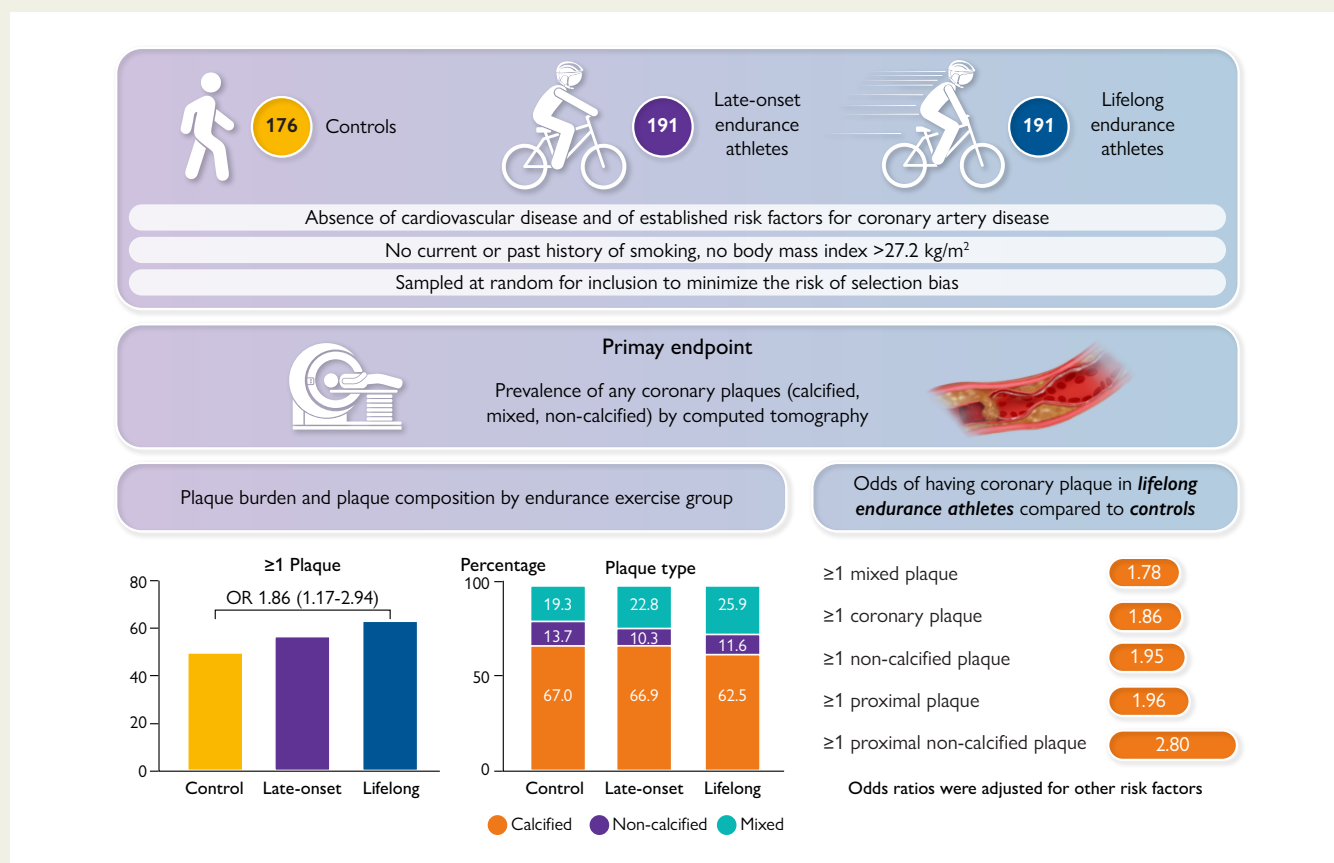 176
Controls
191
Late-onset
endurance
athletes
191
Lifelong
endurance
athletes
Absence of cardiovascular disease and of established risk factors for coronary artery disease
No current or past history of smoking, no body mass index >27.2 kg/m²
Sampled at random for inclusion to minimize the risk of selection bias
Primay endpoint
Prevalence of any coronary plaques (calcified,
mixed, non-calcified) by computed tomography
Plaque burden and plaque composition by endurance exercise group
≥1 Plaque
80
60
40
20
0
OR 1.86 (1.17-2.94)
Control
Late-onset
Lifelong
Percentage
Plaque type
100
50
0
19.3
13.7
67.0
22.8
10.3
66.9
25.9
11.6
62.5
Control
Late-onset
Lifelong
Calcified
Non-calcified
Mixed
Odds of having coronary plaque in lifelong
endurance athletes compared to controls
≥1 mixed plaque 1.78
≥1 coronary plaque 1.86
≥1 non-calcified plaque 1.95
≥1 proximal plaque 1.96
≥1 proximal non-calcified plaque 2.80
Odds ratios were adjusted for other risk factors